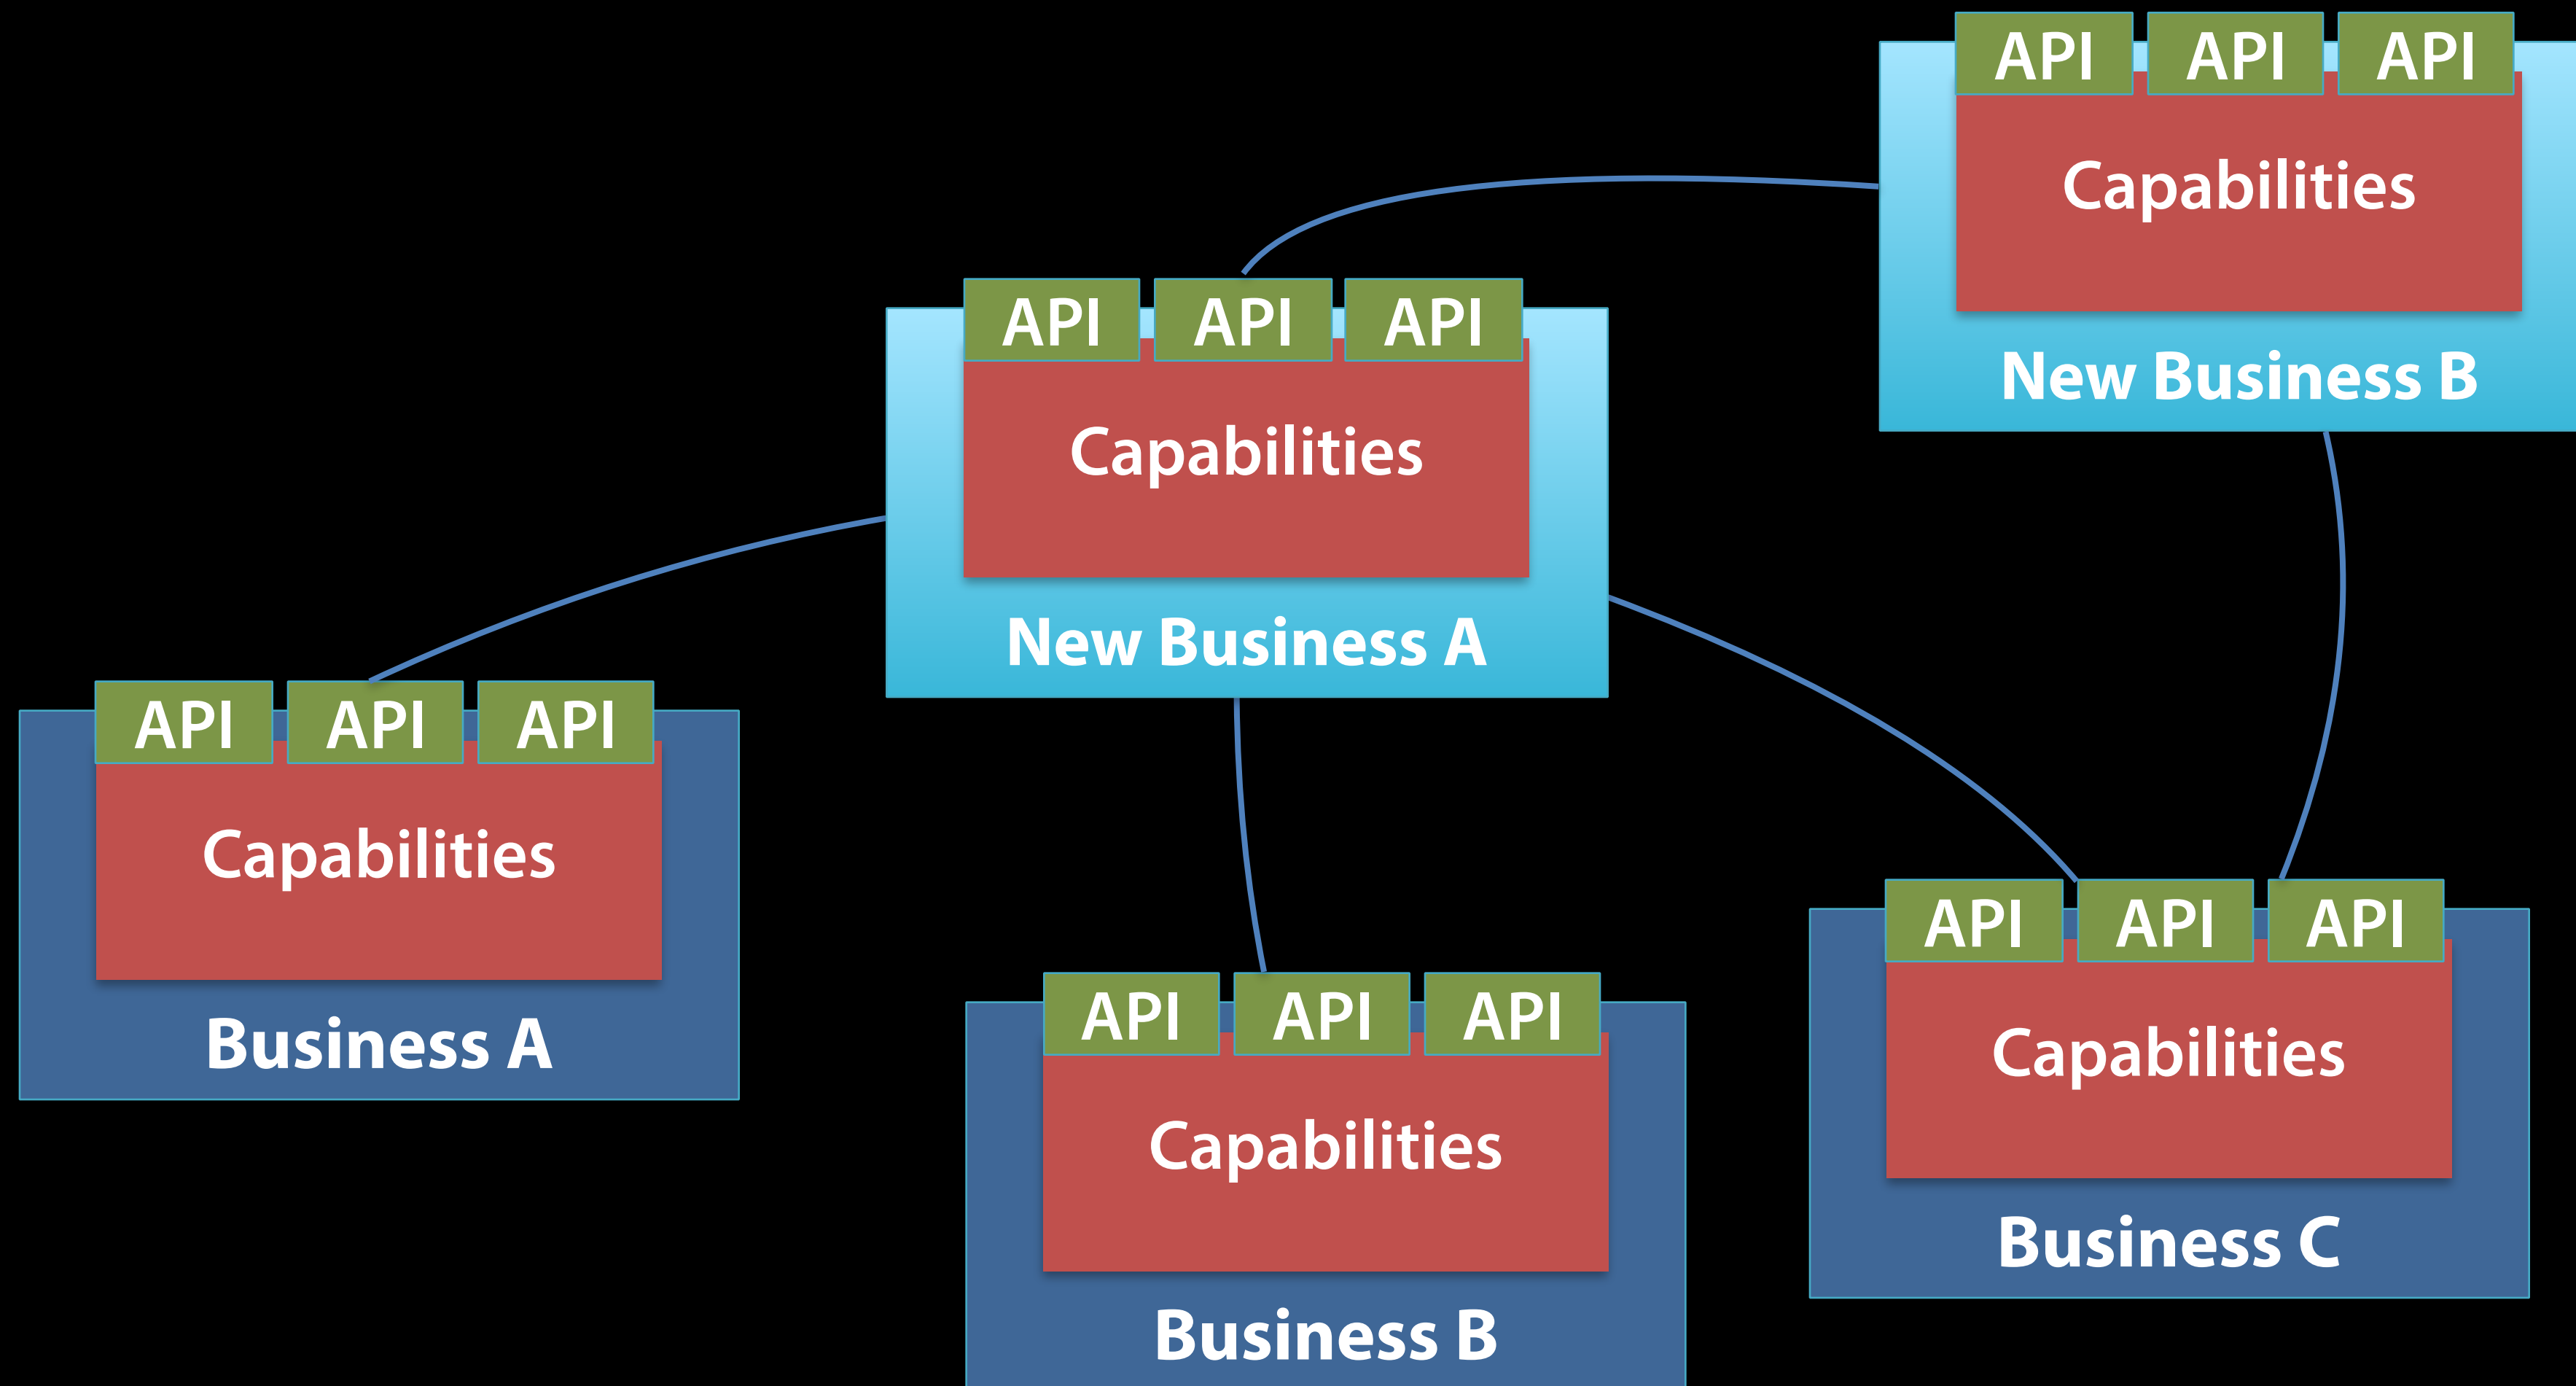 API API API
Capabilities
New Business B
API API API
Capabilities
New Business A
API API API
Capabilities
Business A
API API API
Capabilities
Business C
API API API
Capabilities
Business B